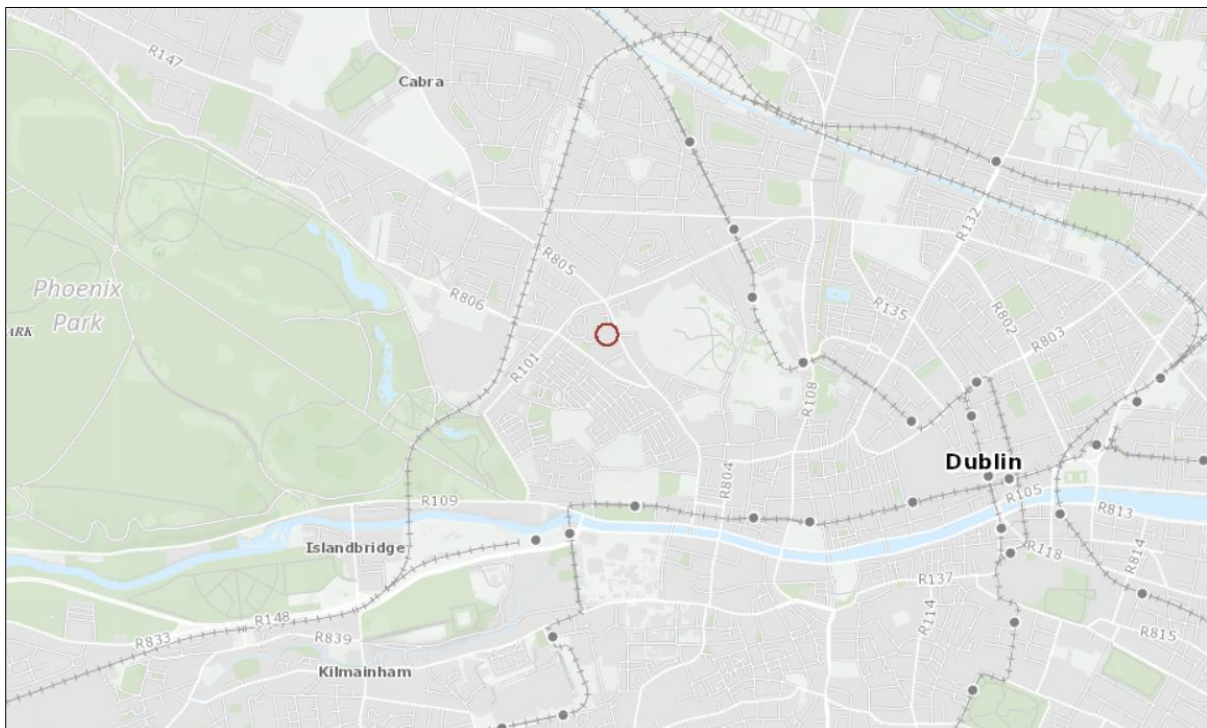 R147
Cabra
R132
R805
Phoenix
Park
R806
R802
R135
R803
ARK
R101
R108
Dublin
R804
R109
R105
R813
Islandbridge
R118
R814
R137
R114
R148
R833
R839
R815
Kilmainham